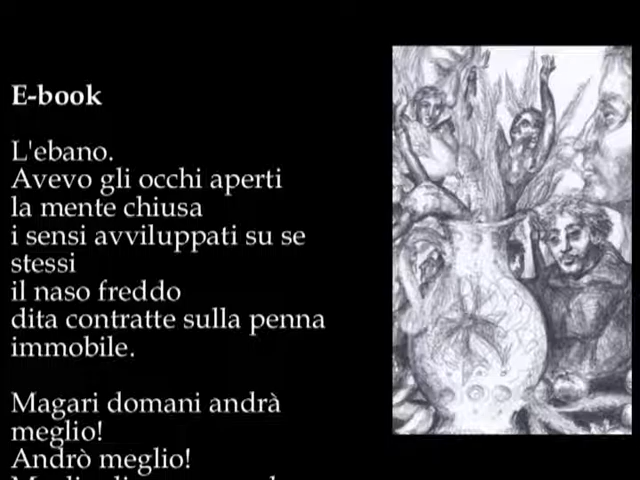 E-book
L'ebano.
Avevo gli occhi aperti
la mente chiusa
i sensi avviluppati su se
stessi
il naso freddo
dita contratte sulla penna
immobile.
Magari domani andrà
meglio!
Andrò meglio!